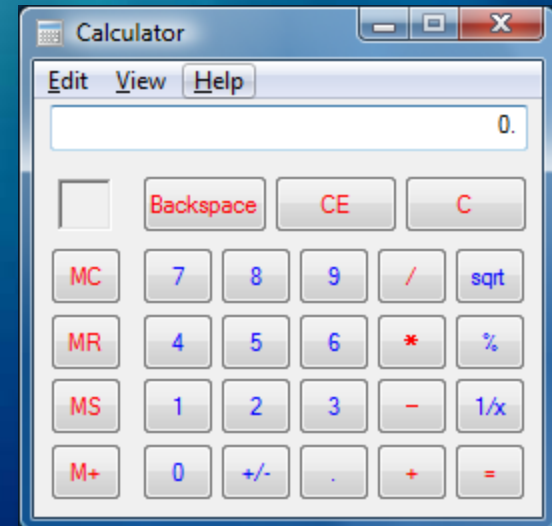 Calculator
Edit View Help
0.
Backspace CE C
MC 7 8 9 / sqrt
MR 4 5 6 * %
MS 1 2 3 - 1/x
M+ 0 +/- . + =